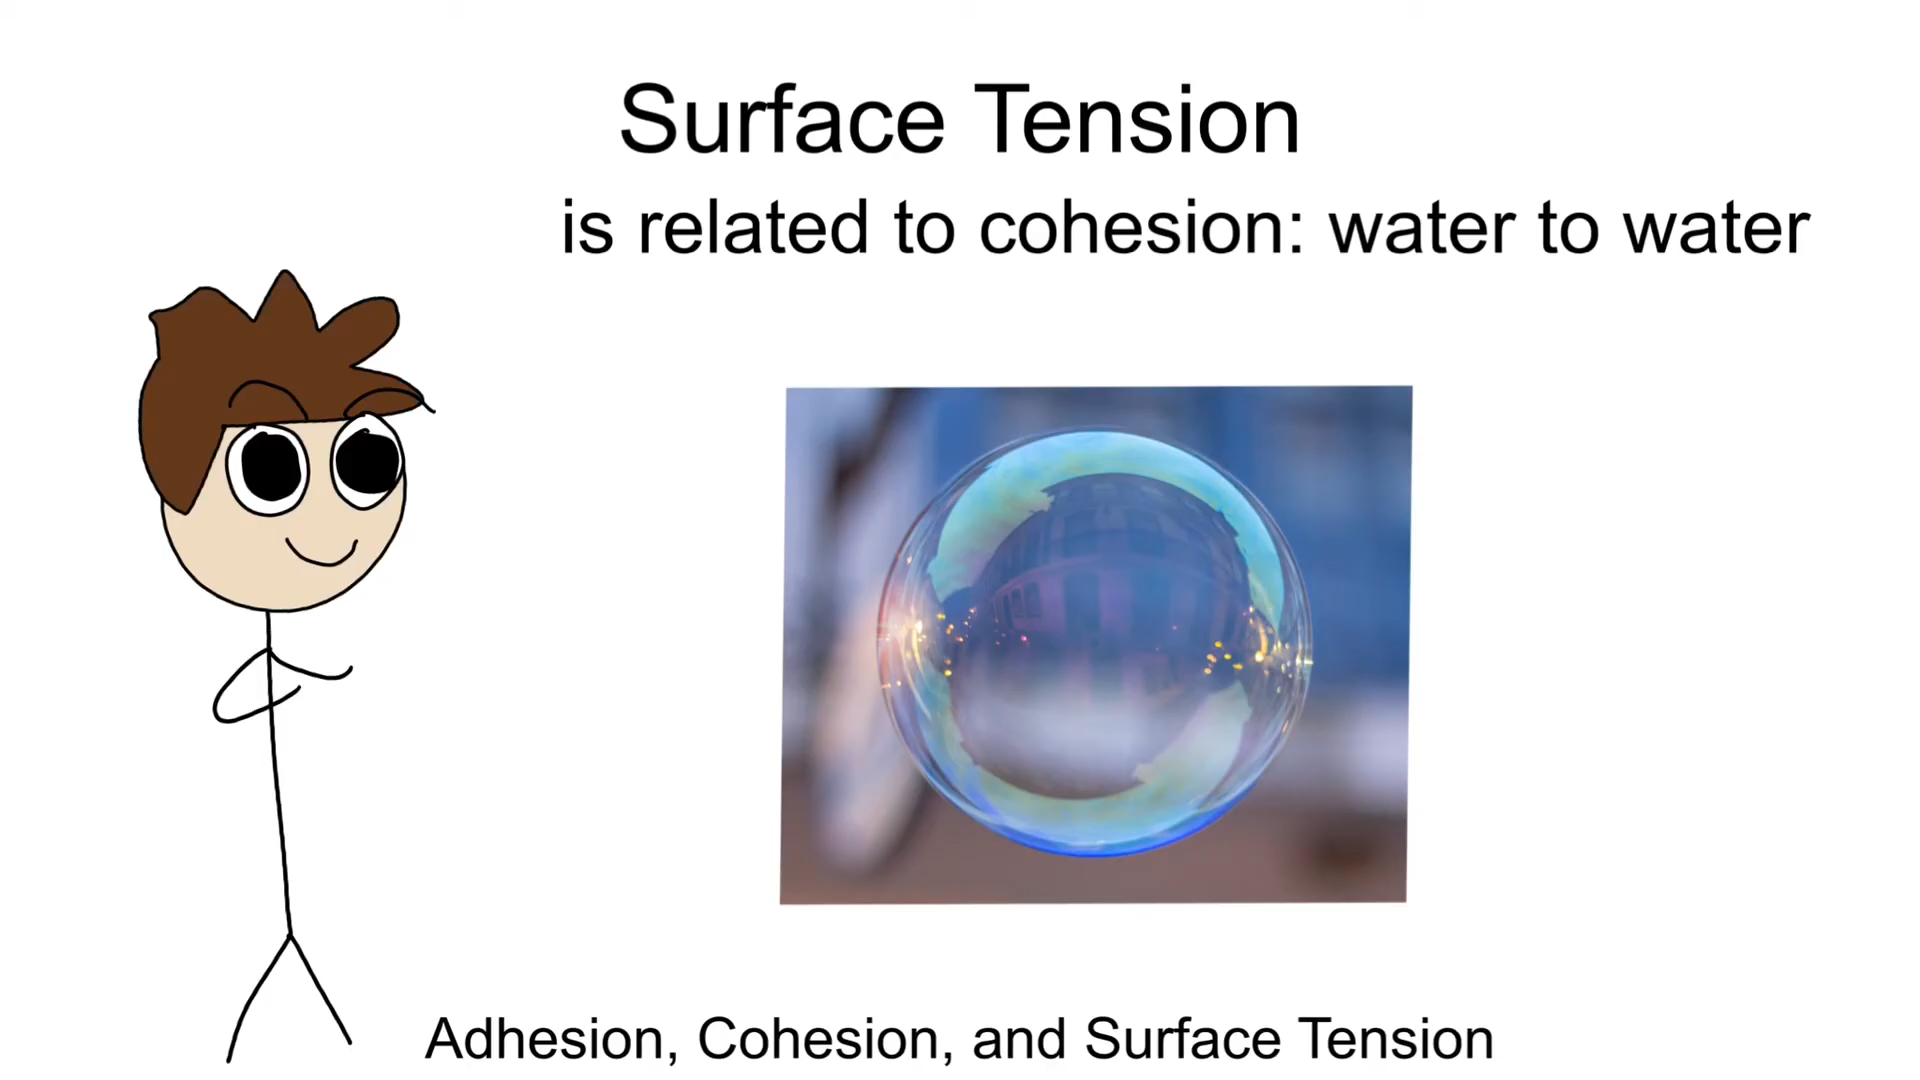 Surface Tension
is related to cohesion: water to water
Adhesion, Cohesion, and Surface Tension